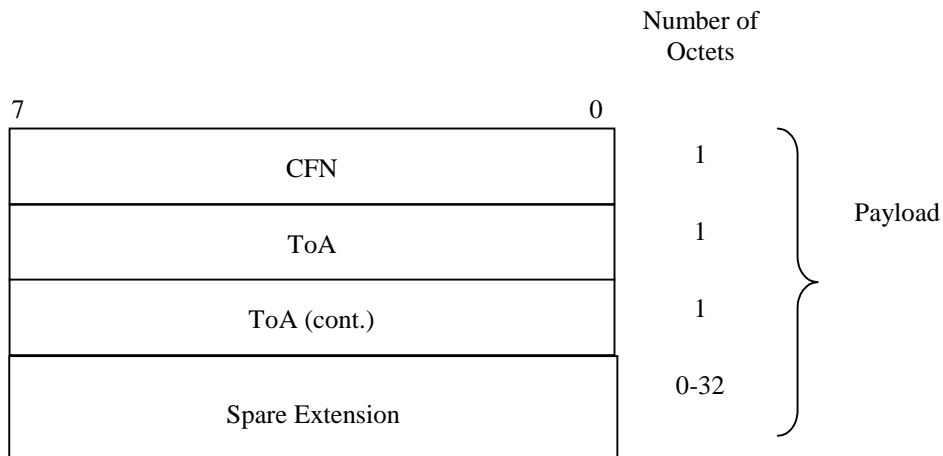 Number of
Octets
7 0
CFN 1
Payload
ToA 1
ToA (cont.) 1
Spare Extension 0-32